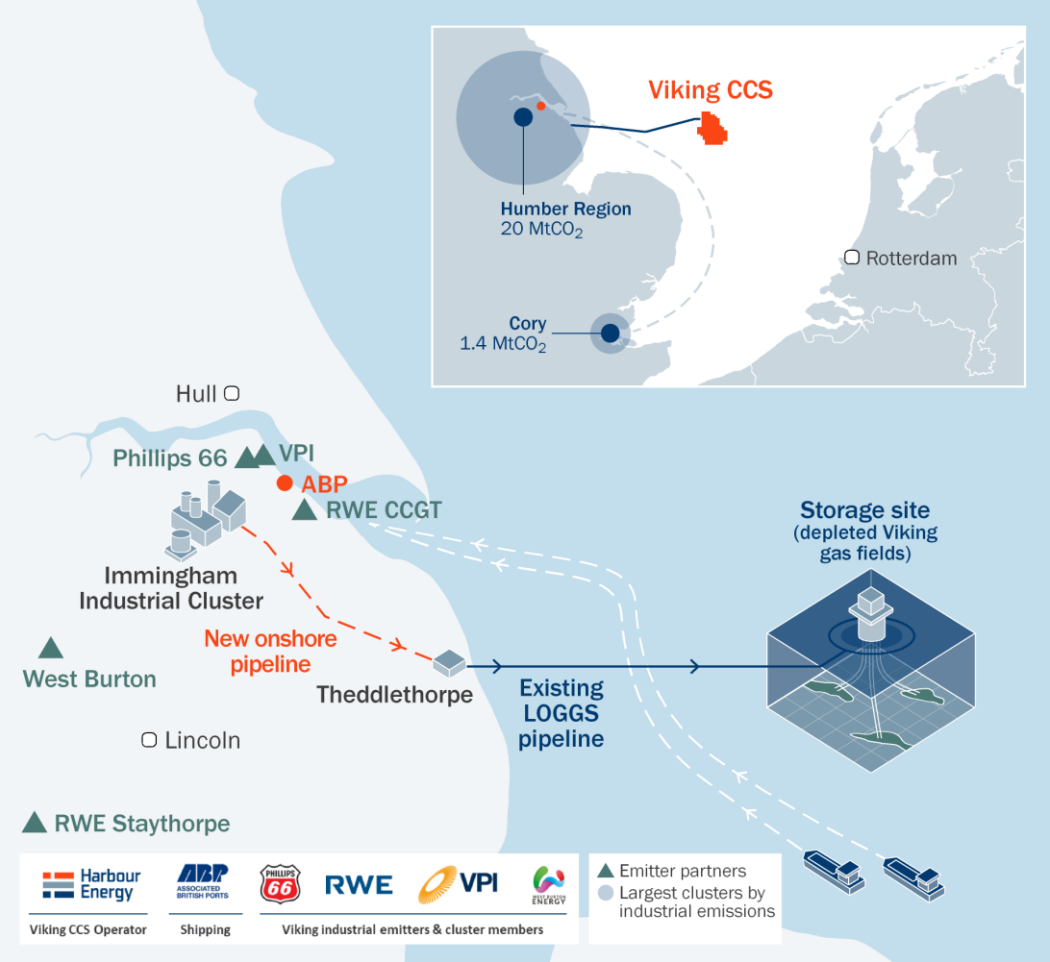 Viking CCS
Humber Region
20 MtCO₂
Rotterdam
Cory
1.4 MtCO₂
Hull
Phillips 66
VPI
ABP
RWE CCGT
Immingham
Industrial Cluster
New onshore
pipeline
West Burton
Theddlethorpe
Lincoln
RWE Staythorpe
Existing
LOGGS
pipeline
Storage site
(depleted Viking
gas fields)
Harbour
Energy
Viking CCS Operator
ABP
ASSOCIATED
BRITISH PORTS
Shipping
PHILLIPS
66
RWE
VPI
WEST BURTON
ENERGY
Viking industrial emitters & cluster members
Emitter partners
Largest clusters by
industrial emissions